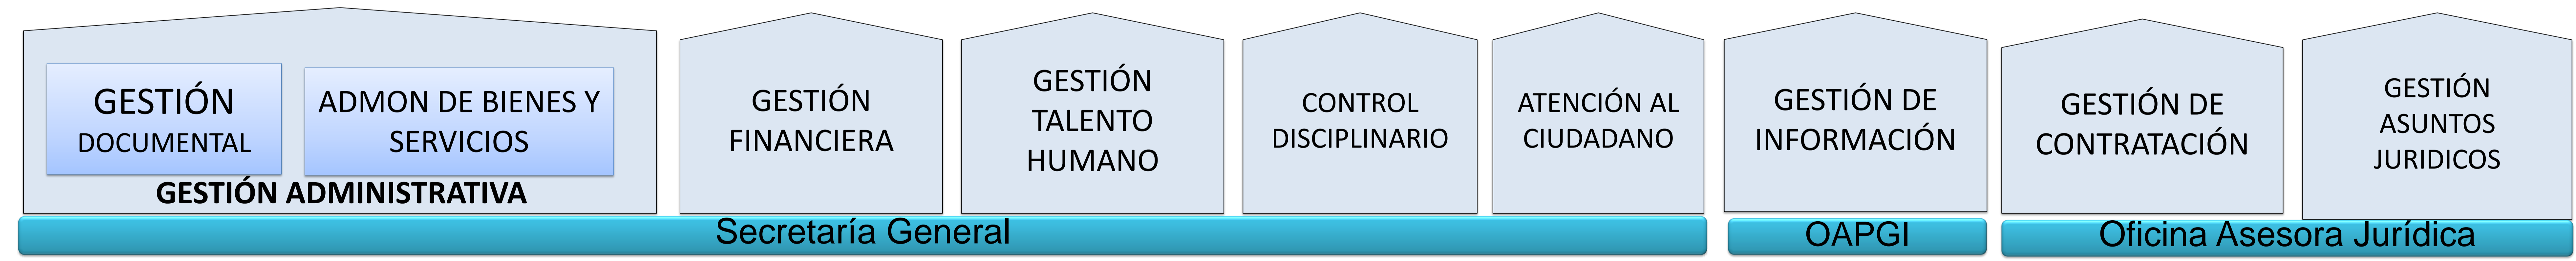 GESTIÓN
DOCUMENTAL
ADMON DE BIENES Y
SERVICIOS
GESTIÓN ADMINISTRATIVA
GESTIÓN
FINANCIERA
GESTIÓN
TALENTO
HUMANO
CONTROL
DISCIPLINARIO
ATENCIÓN AL
CIUDADANO
GESTIÓN DE
INFORMACIÓN
GESTIÓN DE
CONTRATACIÓN
GESTIÓN
ASUNTOS
JURIDICOS
Secretaría General
OAPGI
Oficina Asesora Jurídica